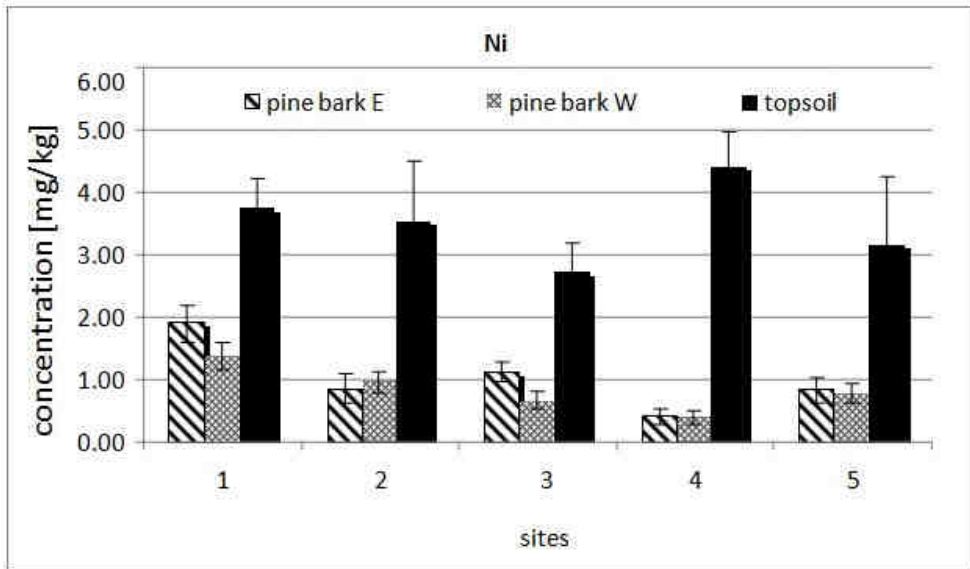 Ni
6.00
pine bark E pine bark W topsoil
5.00
4.00
3.00
2.00
1.00
0.00
concentration [mg/kg]
1 2 3 4 5
sites